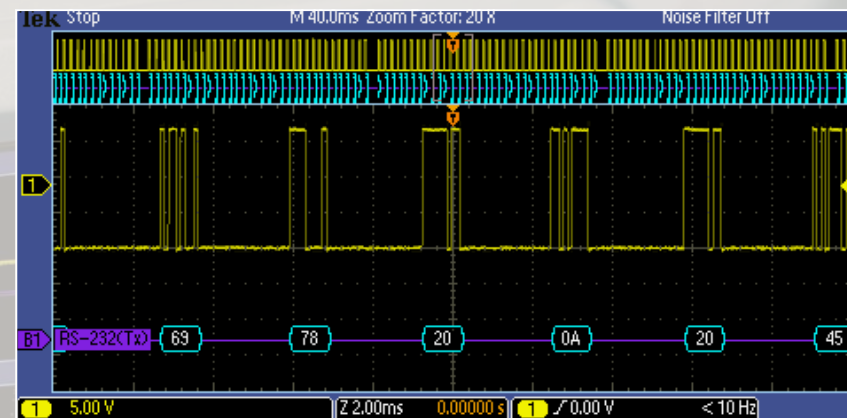 Tek Stop M 40.0ms Zoom Factor: 20 X Noise Filter Off
T
T
1
B1 RS-232(Tx) 69 78 20 0A 20 45
1 5.00 V Z 2.00ms 0.00000 s 1 / 0.00 V < 10 Hz